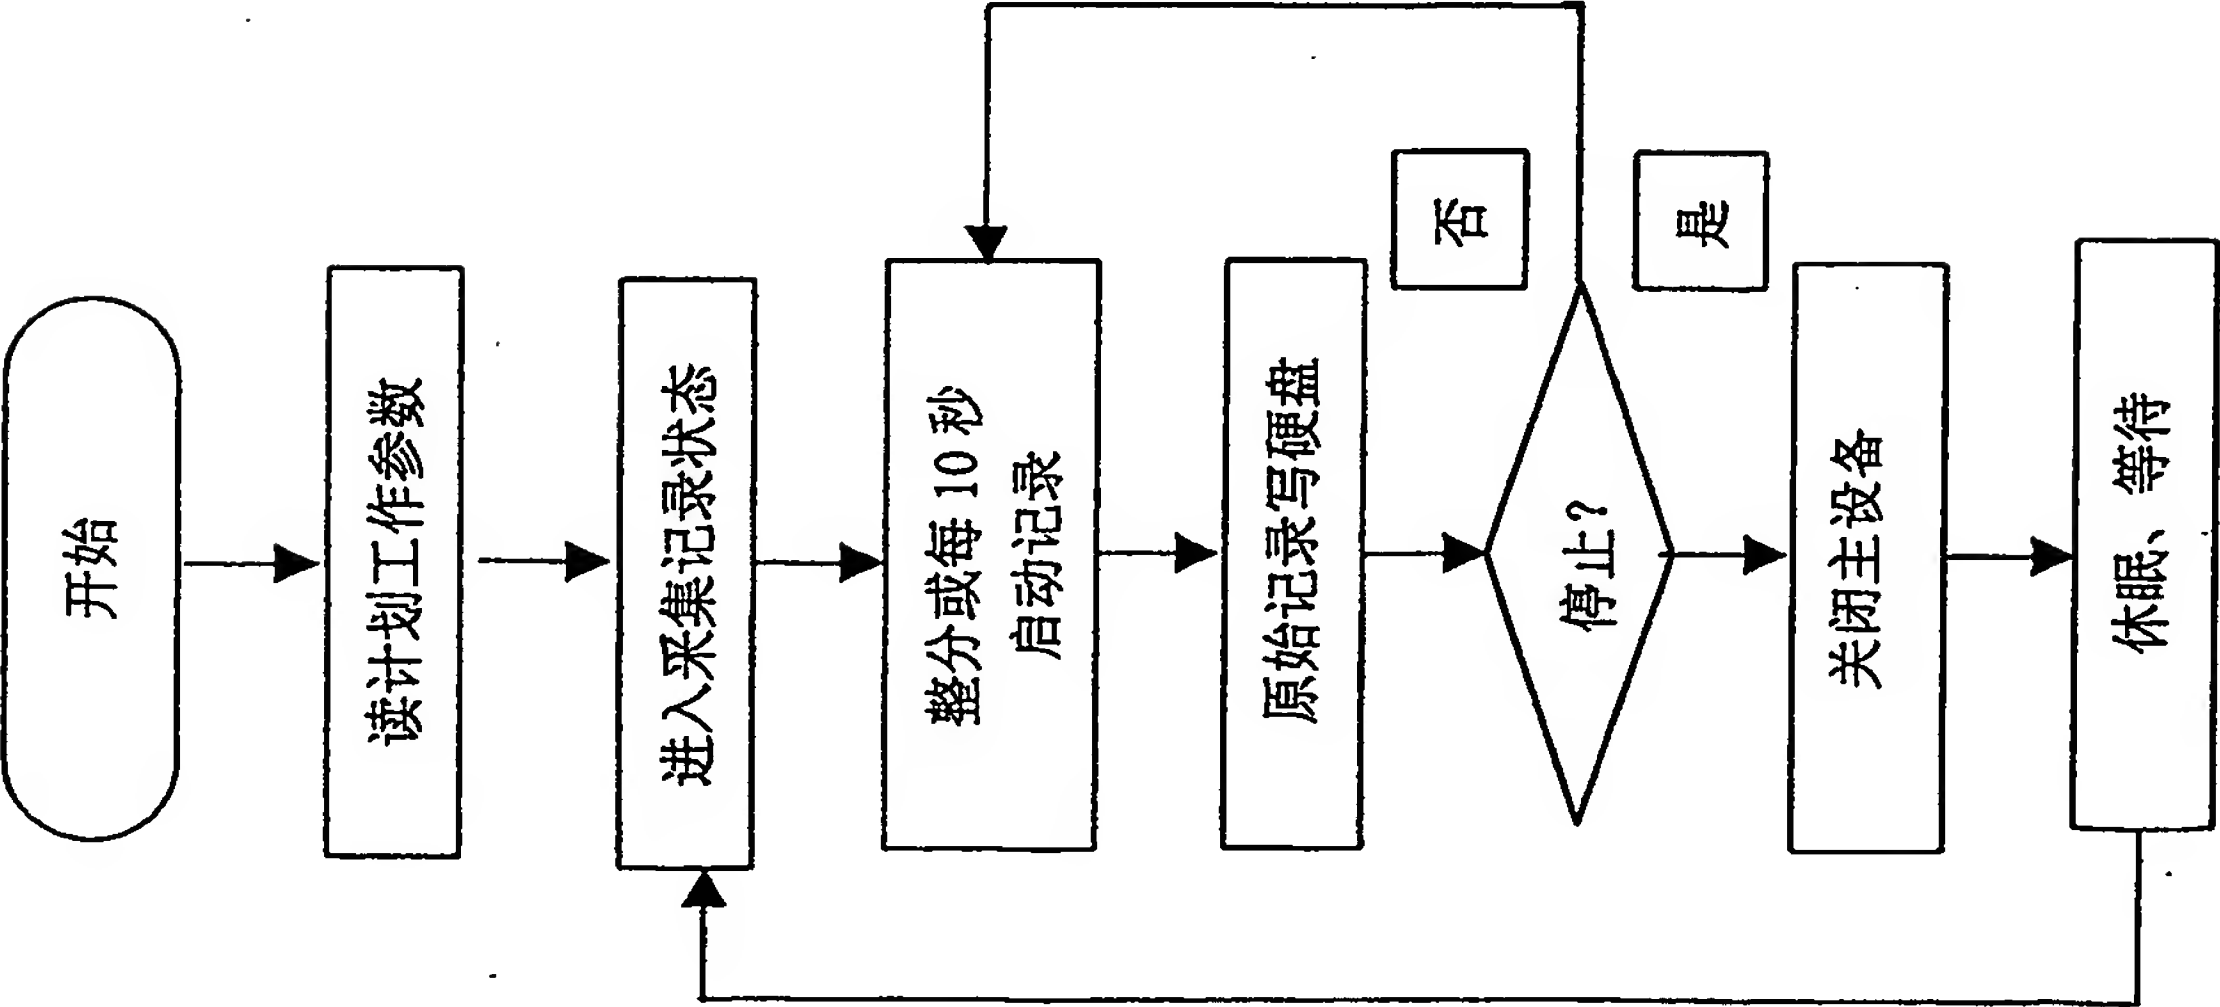 开始
读计划工作参数
进入采集记录状态
整分或每 10 秒
启动记录
原始记录写硬盘
停止？
否
是
关闭主设备
休眠、等待